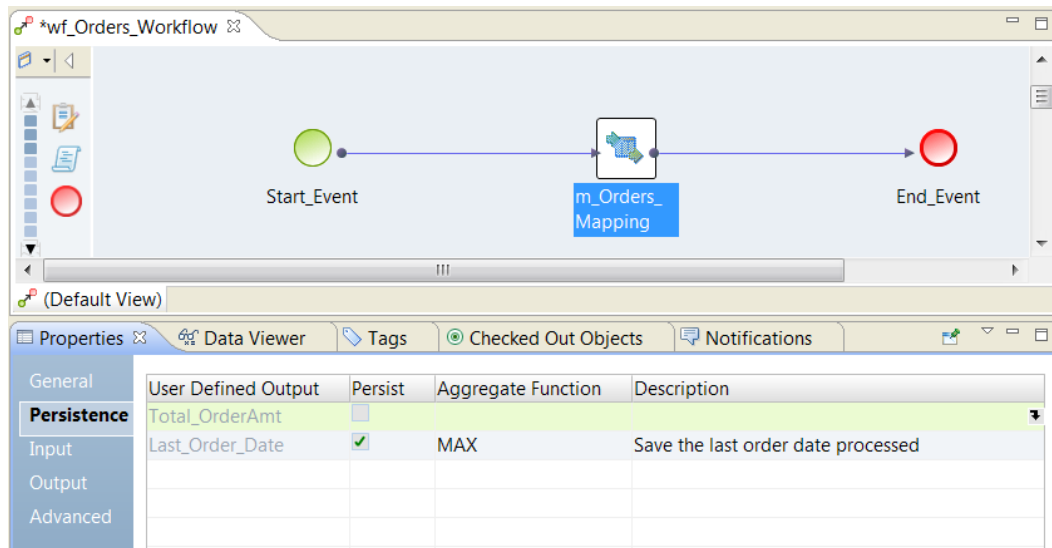 *wf_Orders_Workflow
Start_Event
m_Orders_
Mapping
End_Event
(Default View)
Properties Data Viewer Tags Checked Out Objects Notifications
General
Persistence
Input
Output
Advanced
User Defined Output Persist Aggregate Function Description
Total_OrderAmt
Last_Order_Date MAX Save the last order date processed